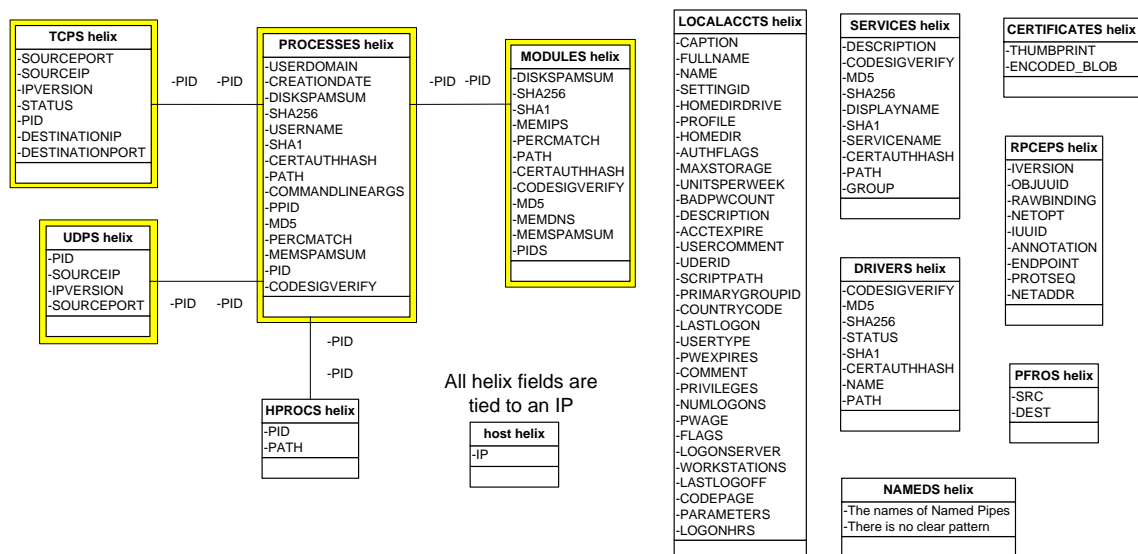 TCPS helix
-SOURCEPORT
-SOURCEIP
-IPVERSION
-STATUS
-PID
-DESTINATIONIP
-DESTINATIONPORT
-PID
-PID
PROCESSES helix
-USERDOMAIN
-CREATIONDATE
-DISKSPAMSUM
-SHA256
-USERNAME
-SHA1
-CERTAUTHHASH
-PATH
-COMMANDLINEARGS
-PPID
-MD5
-PERCMATCH
-MEMSPAMSUM
-PID
-CODESIGVERIFY
-PID
-PID
MODULES helix
-DISKSPAMSUM
-SHA256
-SHA1
-MEMIPS
-PERCMATCH
-PATH
-CERTAUTHHASH
-CODESIGVERIFY
-MD5
-MEMDNS
-MEMSPAMSUM
-PIDS
UDPS helix
-PID
-SOURCEIP
-IPVERSION
-SOURCEPORT
-PID
-PID
-PID
-PID
HPROCS helix
-PID
-PATH
All helix fields are
tied to an IP
host helix
-IP
LOCALACCTS helix
-CAPTION
-FULLNAME
-NAME
-SETTINGID
-HOMEDIRDRIVE
-PROFILE
-HOMEDIR
-AUTHFLAGS
-MAXSTORAGE
-UNITSPERWEEK
-BADPWCOUNT
-DESCRIPTION
-ACCTEXPIRE
-USERCOMMENT
-UDERID
-SCRIPTPATH
-PRIMARYGROUPID
-COUNTRYCODE
-LASTLOGON
-USERTYPE
-PWEXPIRES
-COMMENT
-PRIVILEGES
-NUMLOGONS
-PWAGE
-FLAGS
-LOGONSERVER
-WORKSTATIONS
-LASTLOGOFF
-CODEPAGE
-PARAMETERS
-LOGONHRS
SERVICES helix
-DESCRIPTION
-CODESIGVERIFY
-MD5
-SHA256
-DISPLAYNAME
-SHA1
-SERVICENAME
-CERTAUTHHASH
-PATH
-GROUP
DRIVERS helix
-CODESIGVERIFY
-MD5
-SHA256
-STATUS
-SHA1
-CERTAUTHHASH
-NAME
-PATH
NAMEDS helix
-The names of Named Pipes
-There is no clear pattern
CERTIFICATES helix
-THUMBPRINT
-ENCODED_BLOB
RPCEPS helix
-IVERSION
-OBJUUID
-RAWBINDING
-NETOPT
-IUUID
-ANNOTATION
-ENDPOINT
-PROTSEQ
-NETADDR
PFROS helix
-SRC
-DEST